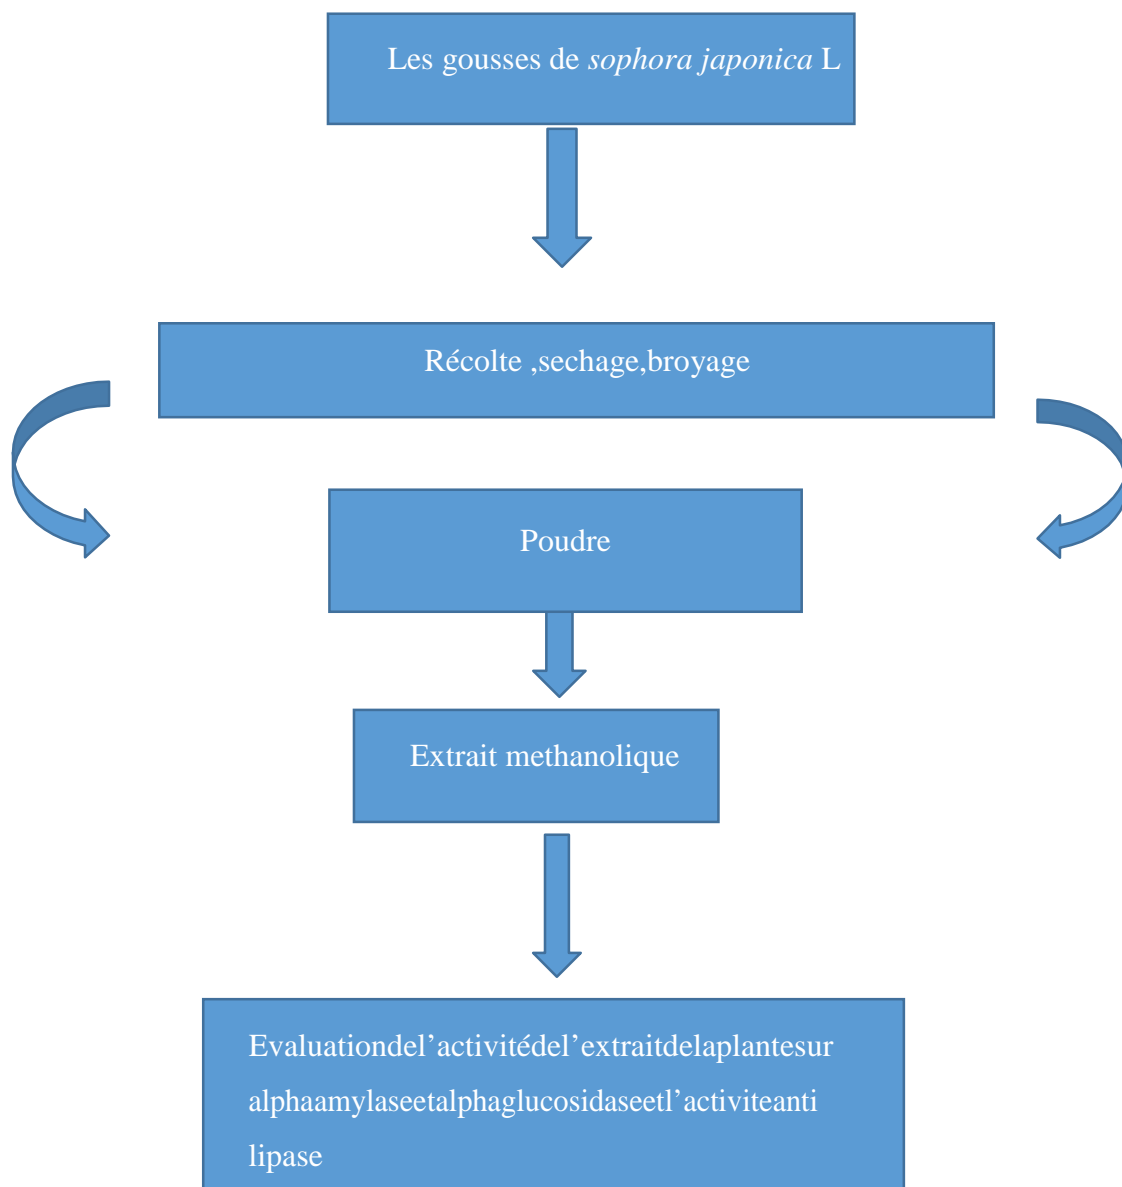 Les gousses de sophora japonica L
Récolte ,sechage,broyage
Poudre
Extrait methanolique
Evaluationdel’activitédel’extraitdelaplantesur
alphaamylaseetalphaglucosidaseetl’activiteanti
lipase